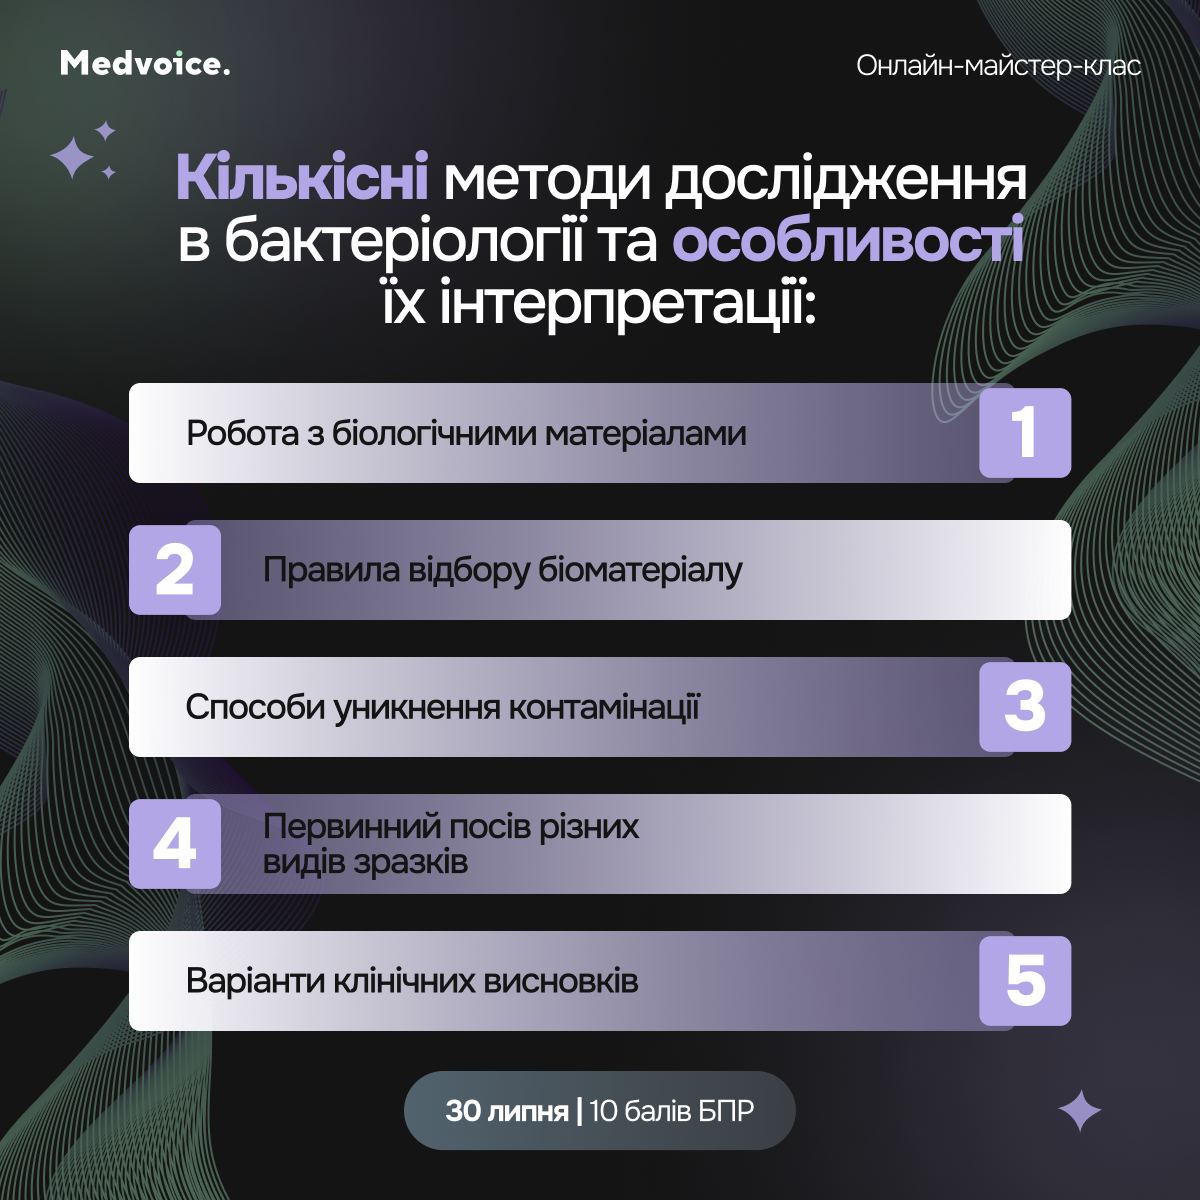 Medvoice.
Онлайн-майстер-клас
Кількісні методи дослідження
в бактеріології та особливості
їх інтерпретації:
Робота з біологічними матеріалами
1
2
Правила відбору біоматеріалу
Способи уникнення контамінації
3
4
Первинний посів різних
видів зразків
Варіанти клінічних висновків
5
30 липня | 10 балів БПР